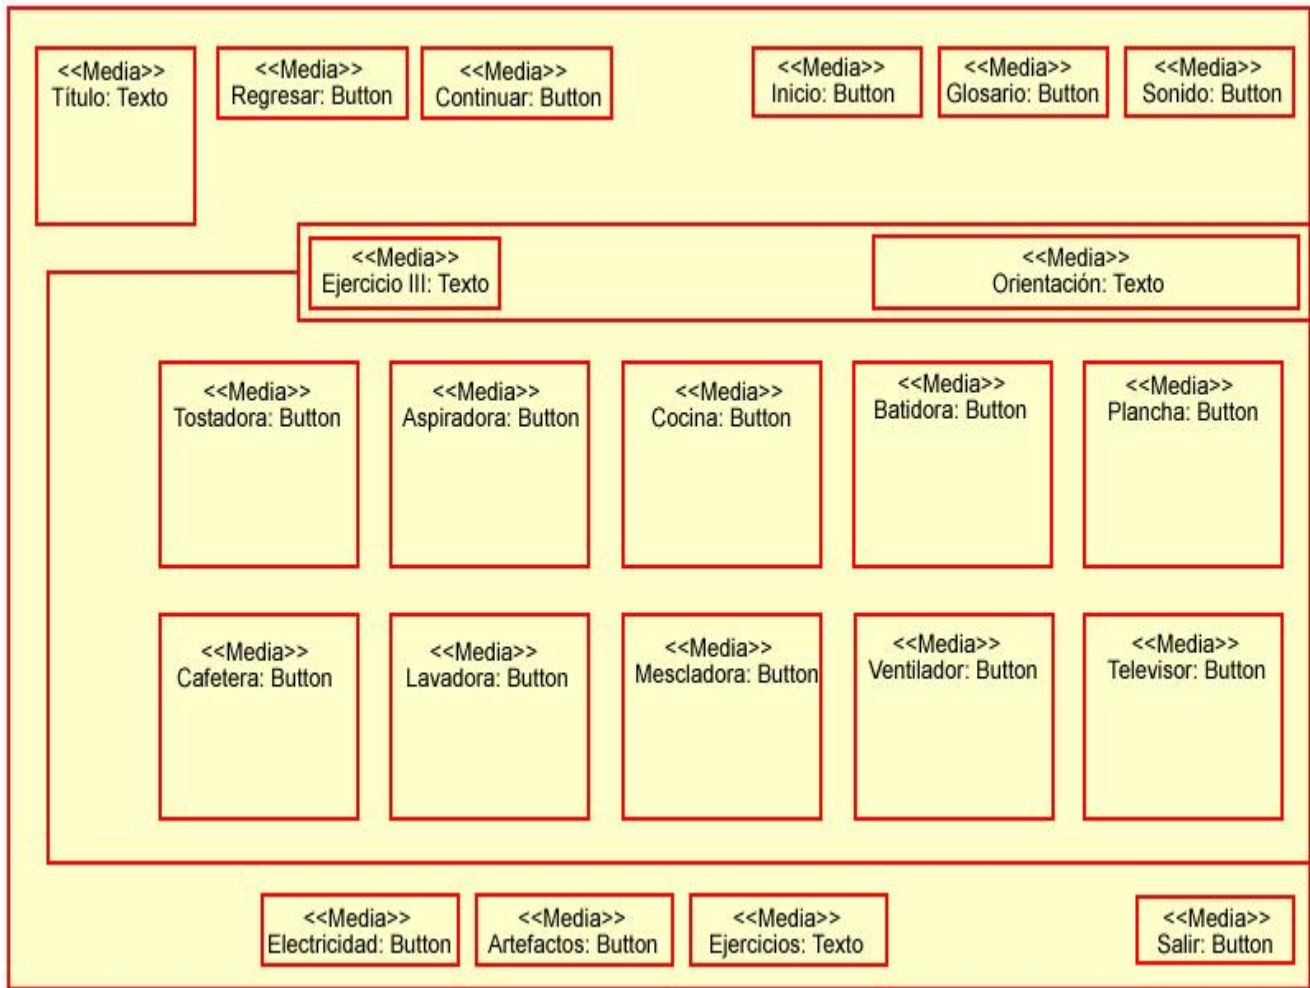 <<Media>>
Título: Texto
<<Media>>
Regresar: Button
<<Media>>
Continuar: Button
<<Media>>
Inicio: Button
<<Media>>
Glosario: Button
<<Media>>
Sonido: Button
<<Media>>
Ejercicio III: Texto
<<Media>>
Orientación: Texto
<<Media>>
Tostadora: Button
<<Media>>
Aspiradora: Button
<<Media>>
Cocina: Button
<<Media>>
Batidora: Button
<<Media>>
Plancha: Button
<<Media>>
Cafetera: Button
<<Media>>
Lavadora: Button
<<Media>>
Mescladora: Button
<<Media>>
Ventilador: Button
<<Media>>
Televisor: Button
<<Media>>
Electricidad: Button
<<Media>>
Artefactos: Button
<<Media>>
Ejercicios: Texto
<<Media>>
Salir: Button